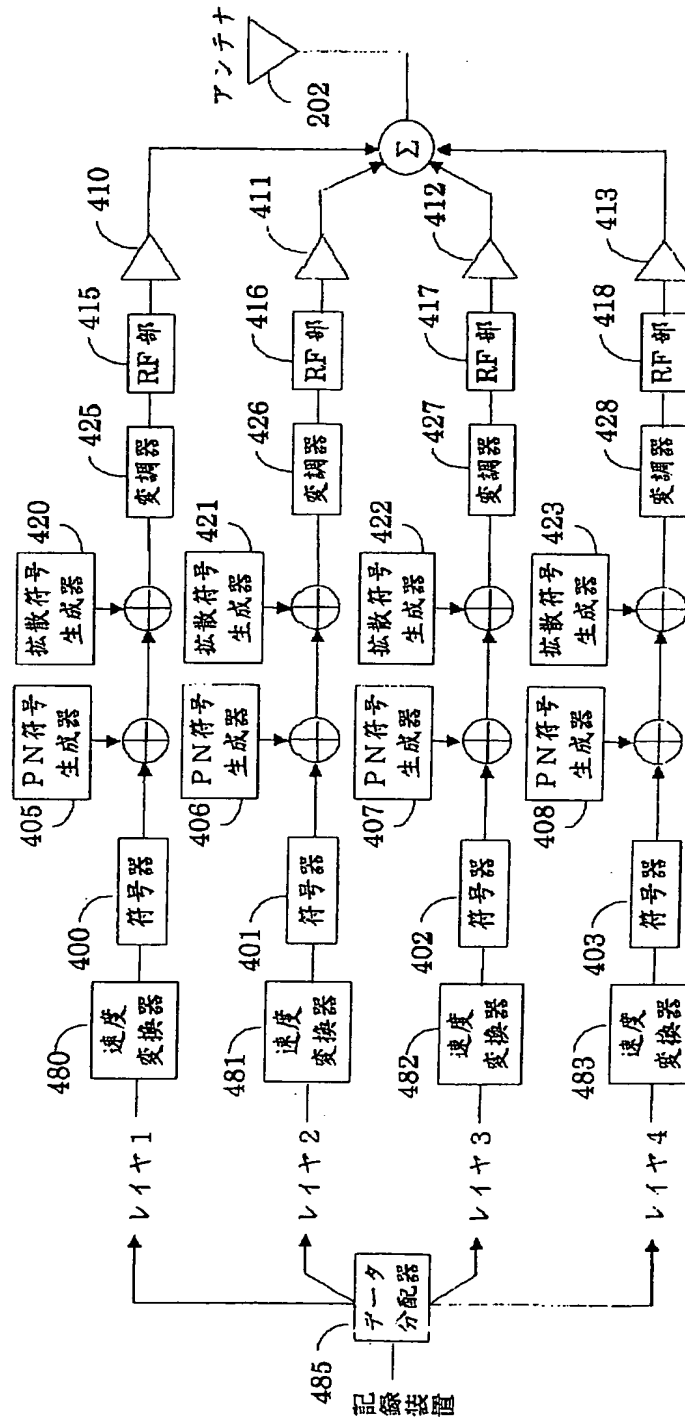 記録装置
485
データ
分配器
レイヤ1
480
速度
変換器
400
符号器
405
PN符号
生成器
420
拡散符号
生成器
425
変調器
415
RF部
410
レイヤ2
481
速度
変換器
401
符号器
406
PN符号
生成器
421
拡散符号
生成器
426
変調器
416
RF部
411
レイヤ3
482
速度
変換器
402
符号器
407
PN符号
生成器
422
拡散符号
生成器
427
変調器
417
RF部
412
レイヤ4
483
速度
変換器
403
符号器
408
PN符号
生成器
423
拡散符号
生成器
428
変調器
418
RF部
413
Σ
アンテナ
202